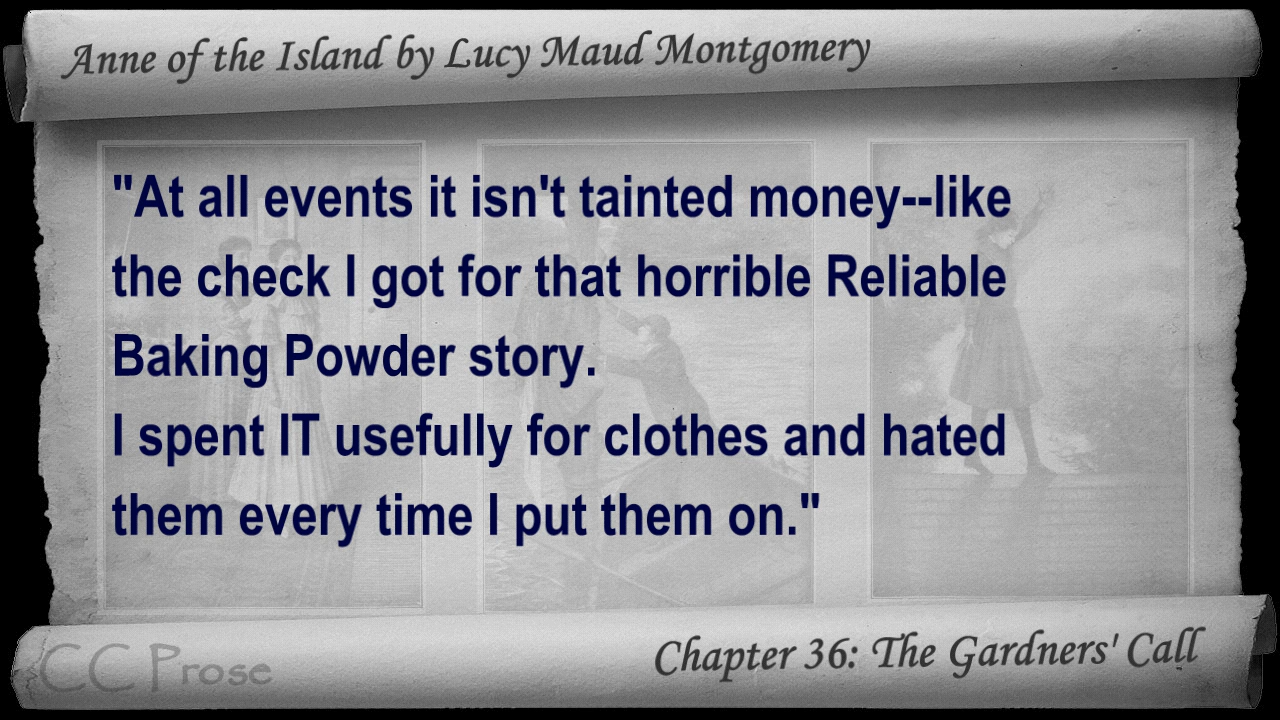 Anne of the Island by Lucy Maud Montgomery
"At all events it isn't tainted money--like
the check I got for that horrible Reliable
Baking Powder story.
I spent IT usefully for clothes and hated
them every time I put them on."
CC Prose
Chapter 36: The Gardners' Call